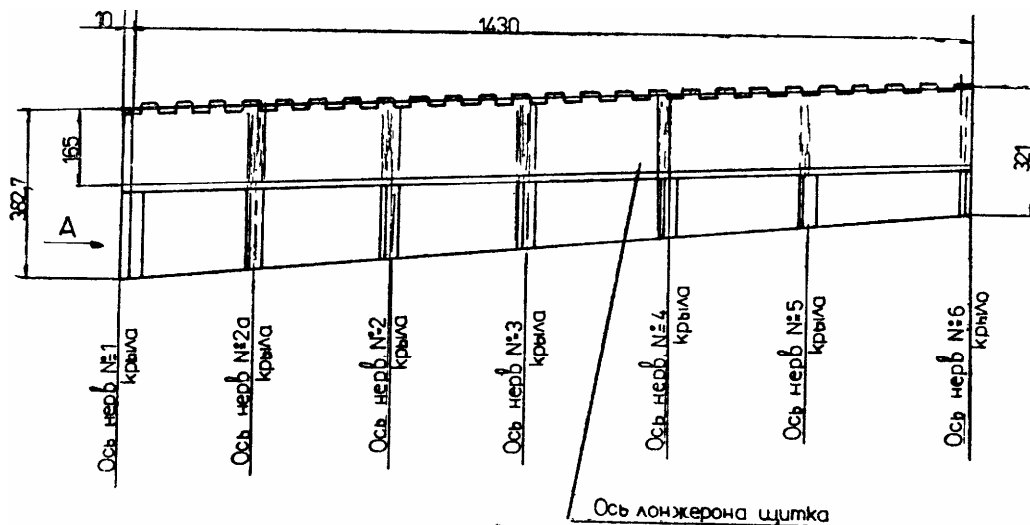 10
1430
165
382,7
321
А
Ось нерв №1
крыла
Ось нерв №2а
крыла
Ось нерв №2
крыла
Ось нерв №3
крыла
Ось нерв №4
крыла
Ось нерв №5
крыла
Ось нерв №6
крыло
Ось лонжерона щитка